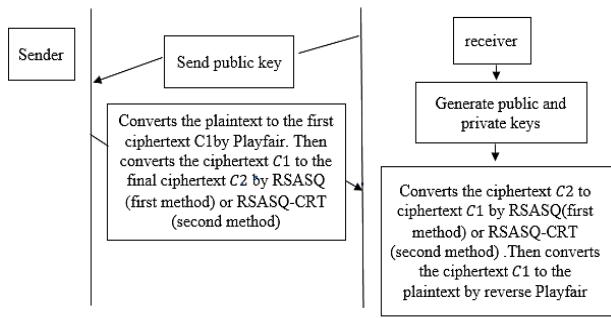 Sender
Send public key
receiver
Generate public and
private keys
Converts the plaintext to the first
ciphertext C1by Playfair. Then
converts the ciphertext C1 to the
final ciphertext C2 by RSASQ
(first method) or RSASQ-CRT
(second method)
Converts the ciphertext C2 to
ciphertext C1 by RSASQ(first
method) or RSASQ-CRT
(second method) .Then converts
the ciphertext C1 to the
plaintext by reverse Playfair